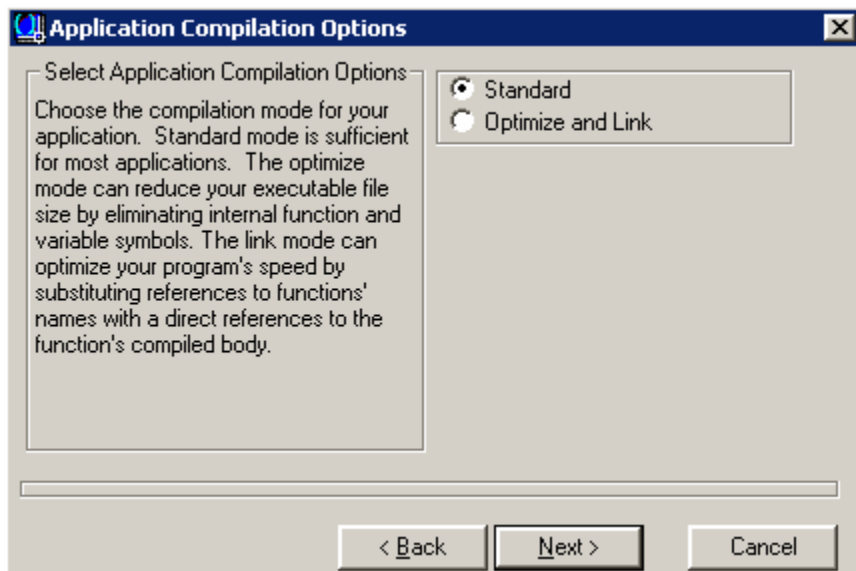 Application Compilation Options
Select Application Compilation Options
Choose the compilation mode for your
application.  Standard mode is sufficient
for most applications.  The optimize
mode can reduce your executable file
size by eliminating internal function and
variable symbols. The link mode can
optimize your program's speed by
substituting references to functions'
names with a direct references to the
function's compiled body.
Standard
Optimize and Link
< Back
Next >
Cancel